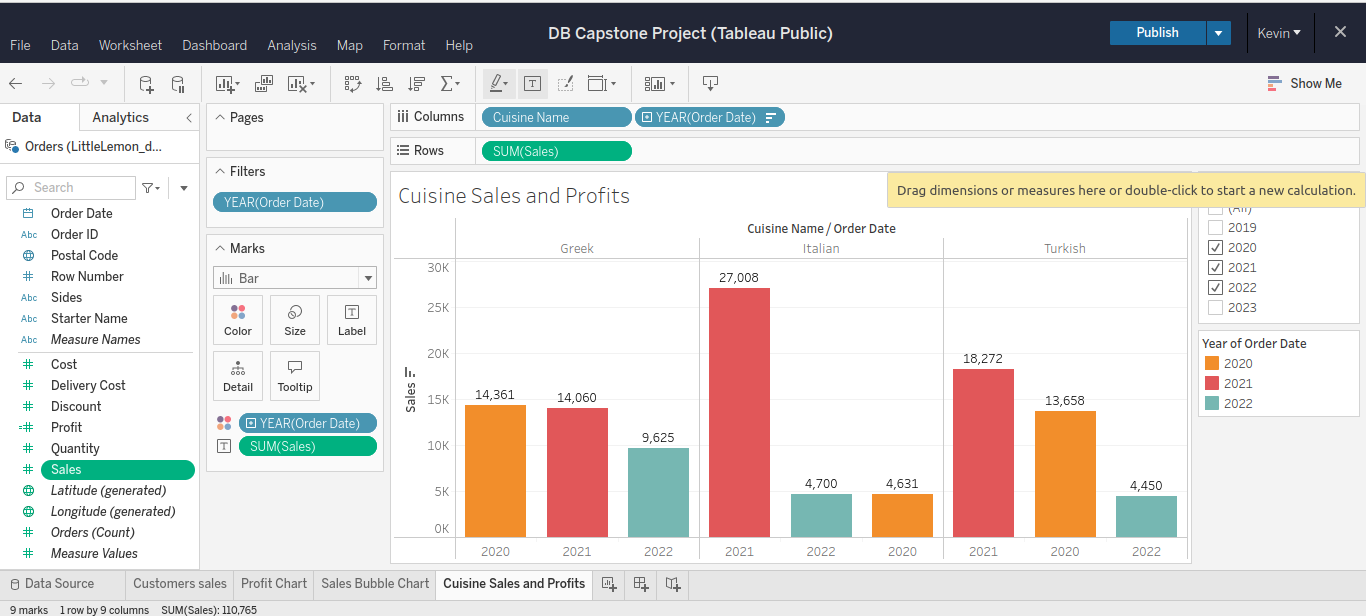 DB Capstone Project (Tableau Public)
File Data Worksheet Dashboard Analysis Map Format Help
Publish
Kevin
Show Me
Data
Analytics
Orders (LittleLemon_d...
Search
Order Date
Abc Order ID
Postal Code
Row Number
Abc Sides
Abc Starter Name
Abc Measure Names
Cost
Delivery Cost
Discount
Profit
Quantity
Sales
Latitude (generated)
Longitude (generated)
Orders (Count)
Measure Values
Pages
Filters
YEAR(Order Date)
Marks
Bar
Color Size Label
Detail Tooltip
YEAR(Order Date)
SUM(Sales)
Columns Cuisine Name YEAR(Order Date)
Rows SUM(Sales)
Cuisine Sales and Profits
Drag dimensions or measures here or double-click to start a new calculation.
Cuisine Name / Order Date
Greek Italian Turkish
Sales
30K
25K
20K
15K
10K
5K
0K
14,361 14,060 9,625 27,008 4,700 4,631 18,272 13,658 4,450
2020 2021 2022 2021 2022 2020 2021 2020 2022
(All)
2019
2020
2021
2022
2023
Year of Order Date
2020
2021
2022
Data Source Customers sales Profit Chart Sales Bubble Chart Cuisine Sales and Profits
9 marks 1 row by 9 columns SUM(Sales): 110,765